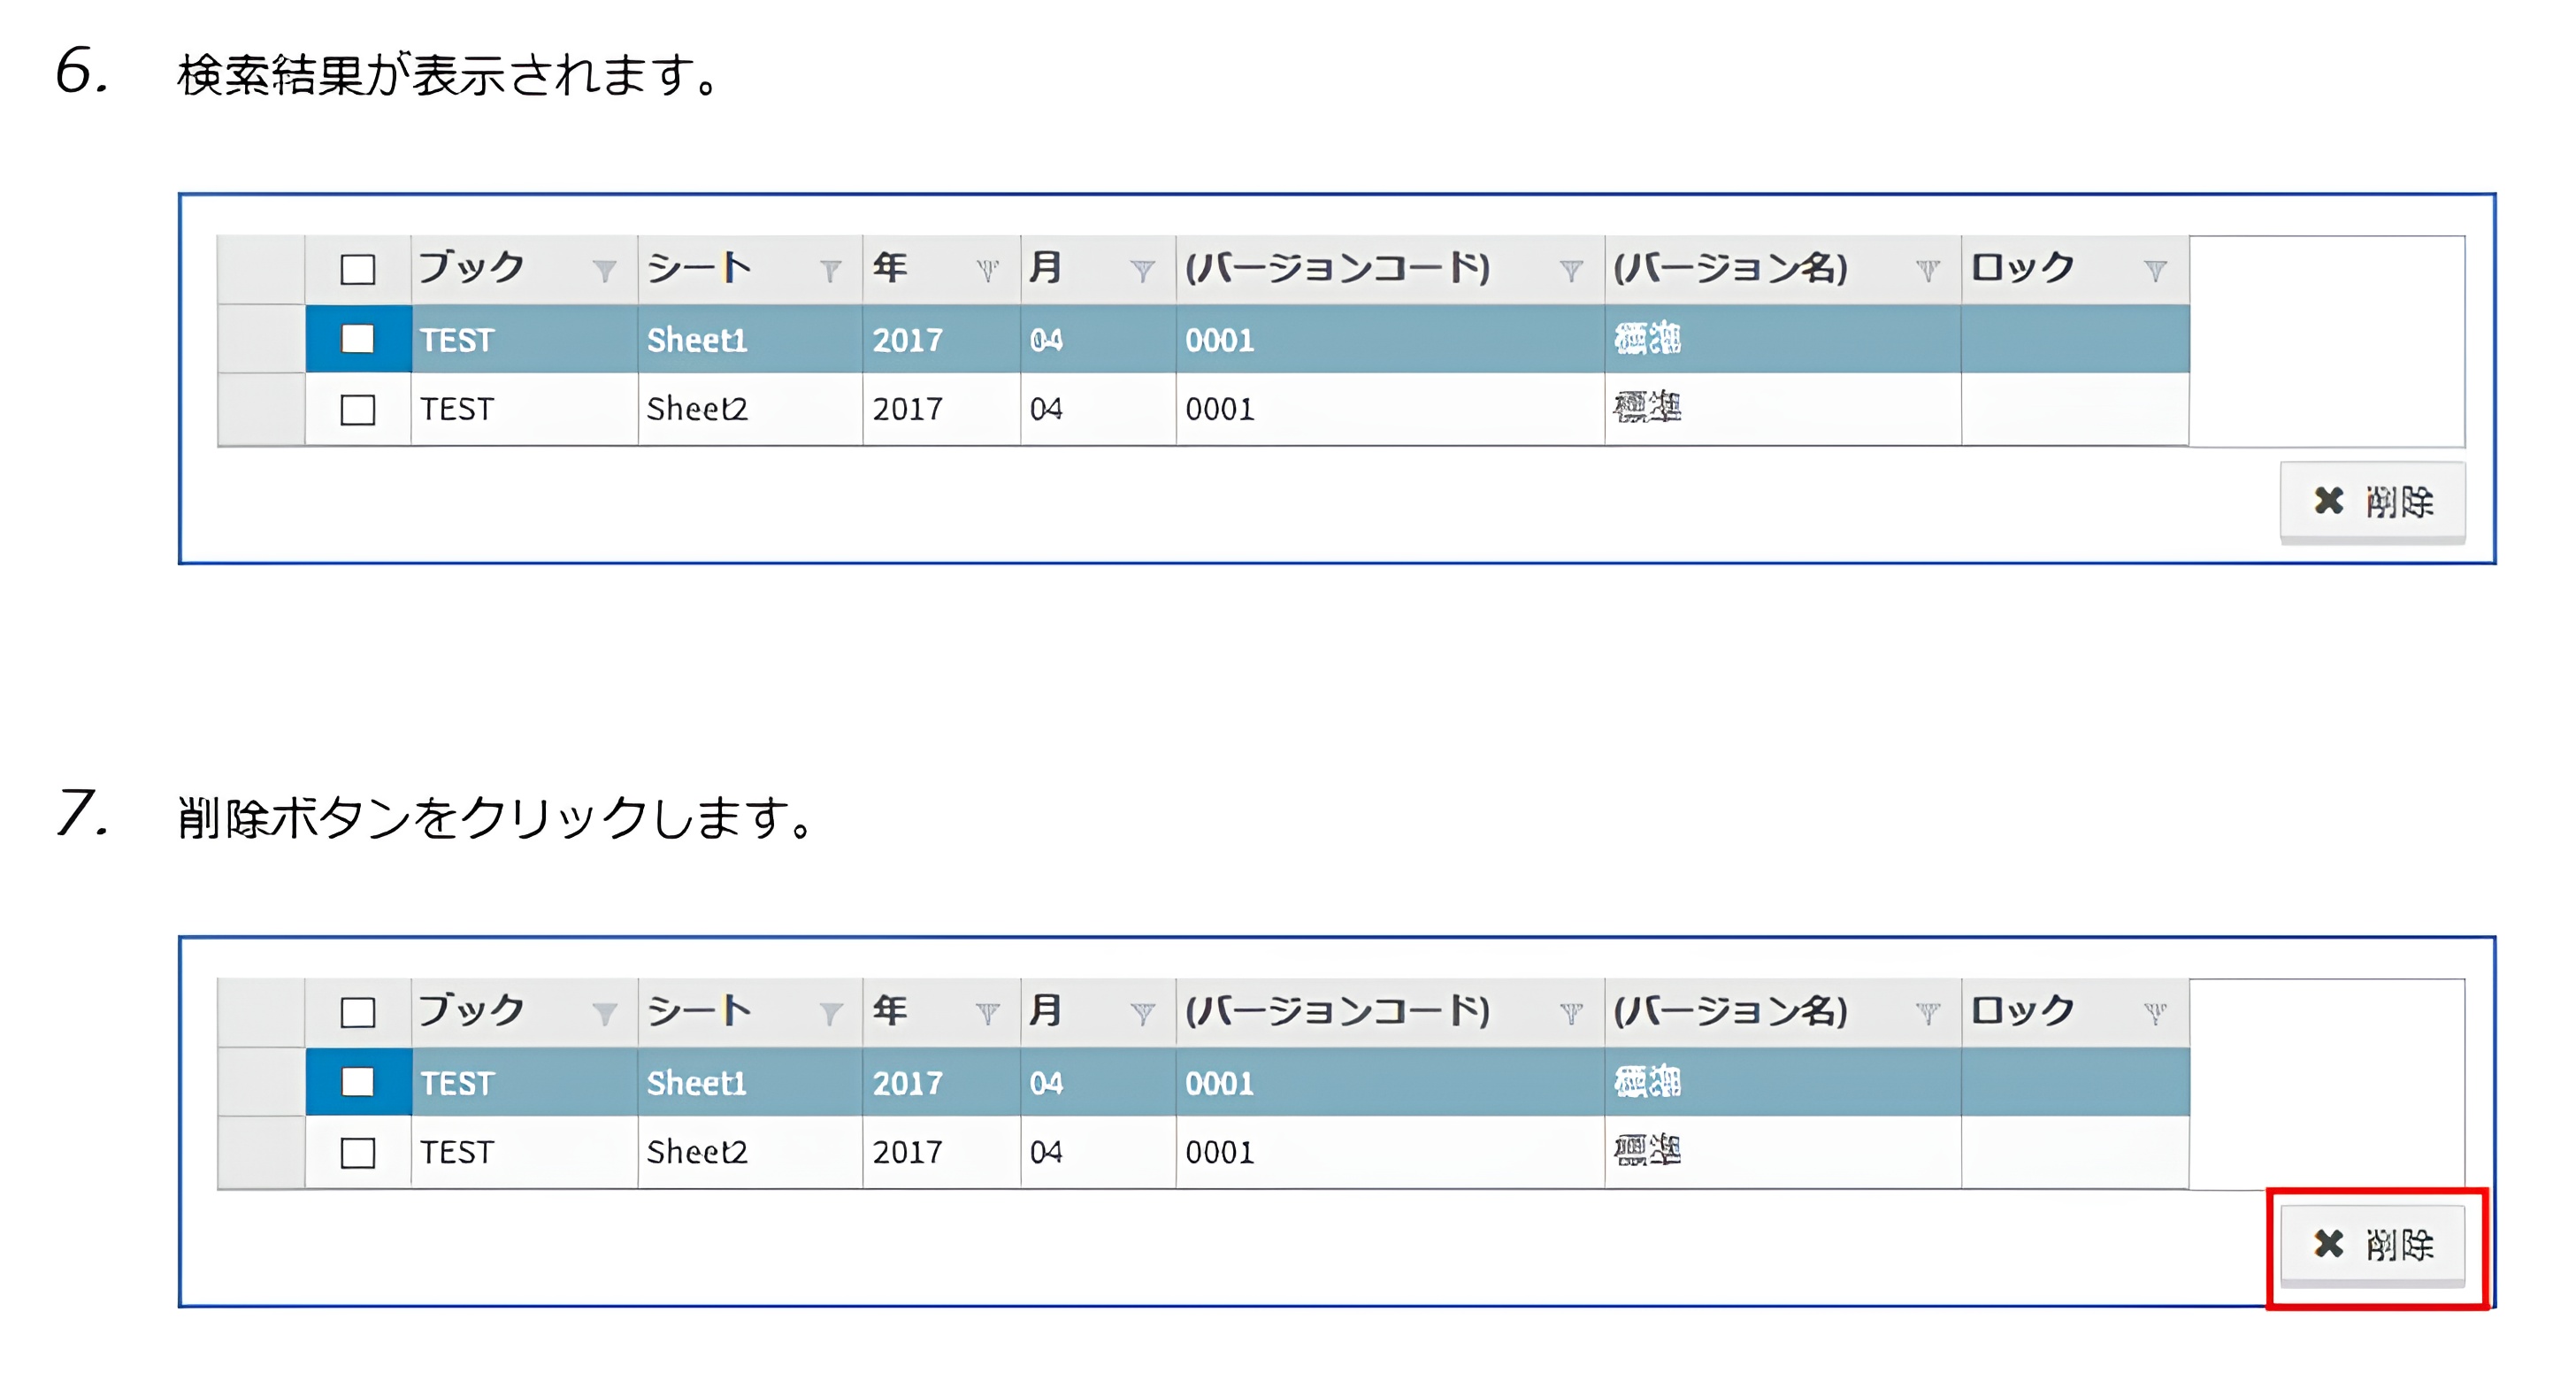 6. 検索結果が表示されます。
ブック シート 年 月 (バージョンコード) (バージョン名) ロック
TEST Sheet1 2017 04 0001
TEST Sheet2 2017 04 0001 標準
削除
7. 削除ボタンをクリックします。
ブック シート 年 月 (バージョンコード) (バージョン名) ロック
TEST Sheet1 2017 04 0001
TEST Sheet2 2017 04 0001 標準
削除